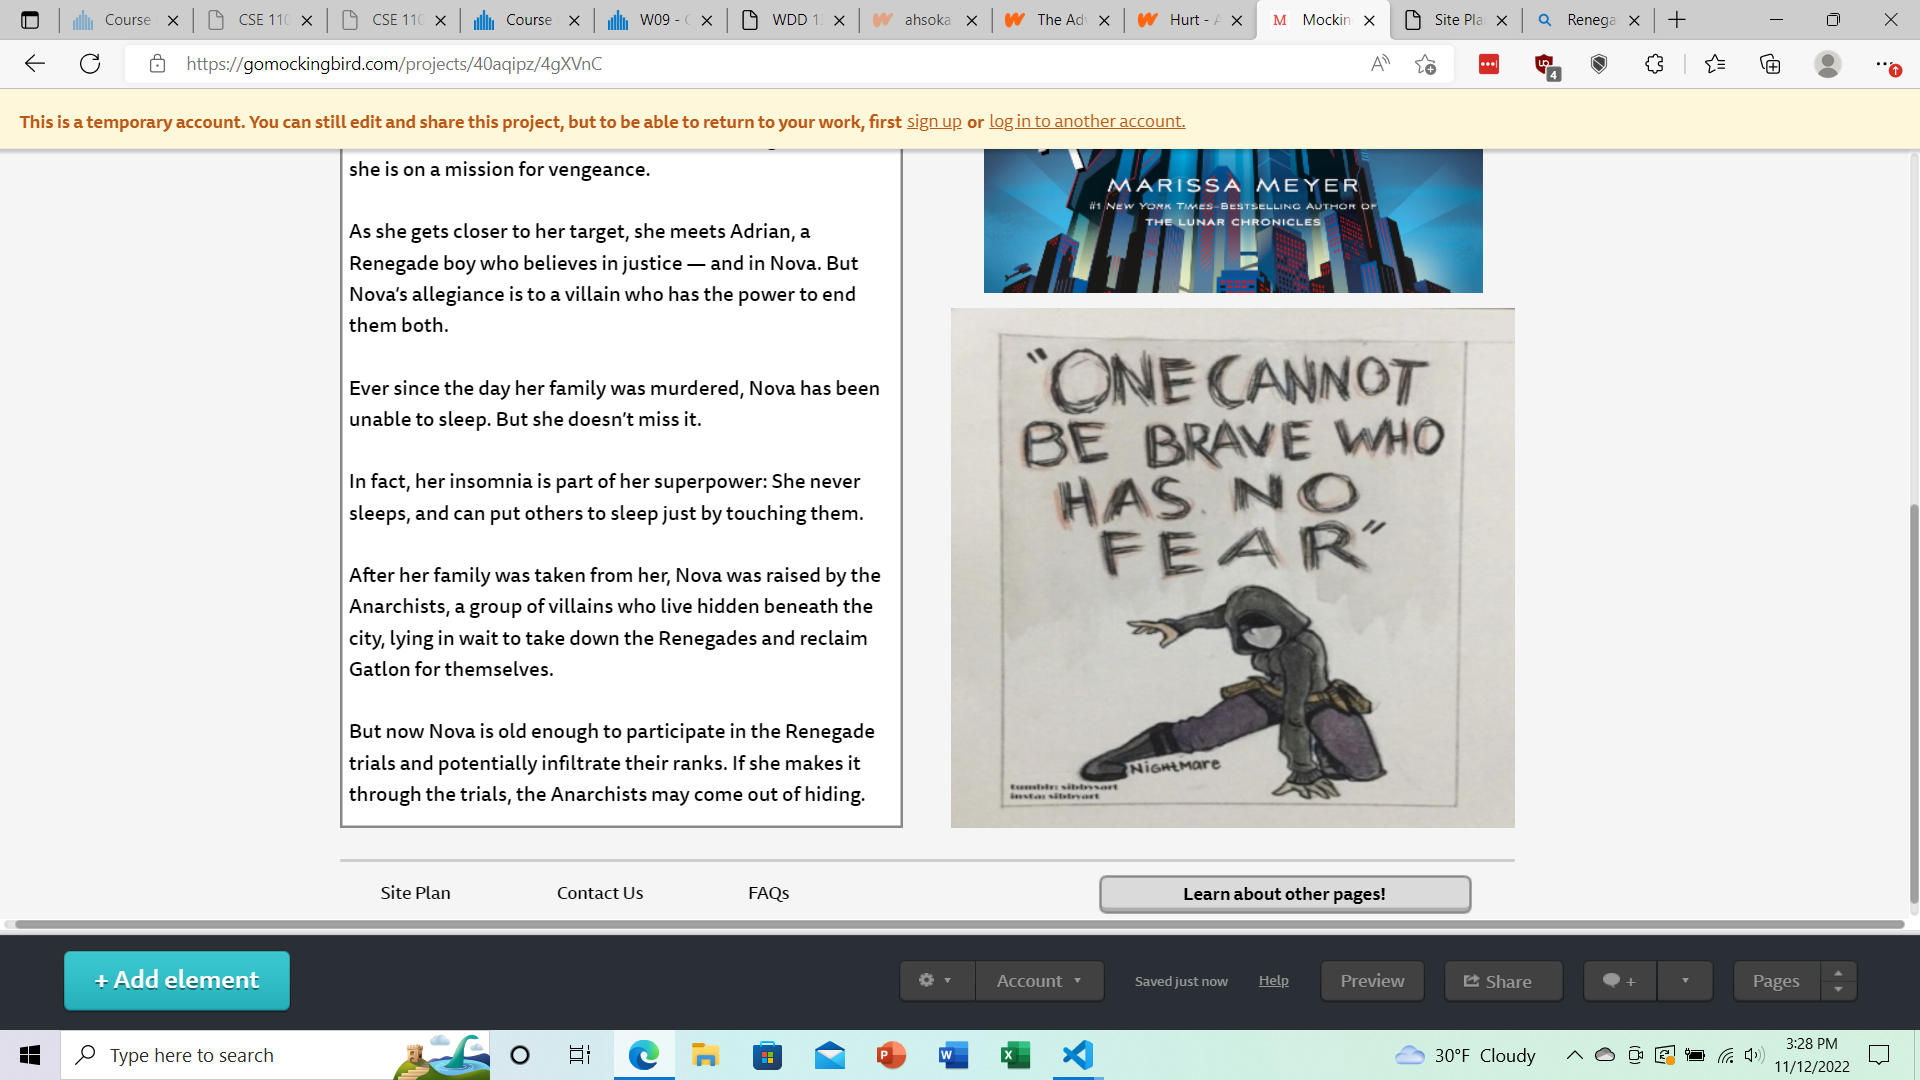 Course
CSE 110
CSE 110
Course
W09 -
WDD 1
ahsoka
The Adv
Hurt -
Mockin
Site Pla
Renega
https://gomockingbird.com/projects/40aqipz/4gXVnC
4
This is a temporary account. You can still edit and share this project, but to be able to return to your work, first sign up or log in to another account.
she is on a mission for vengeance.
As she gets closer to her target, she meets Adrian, a
Renegade boy who believes in justice — and in Nova. But
Nova’s allegiance is to a villain who has the power to end
them both.
Ever since the day her family was murdered, Nova has been
unable to sleep. But she doesn’t miss it.
In fact, her insomnia is part of her superpower: She never
sleeps, and can put others to sleep just by touching them.
After her family was taken from her, Nova was raised by the
Anarchists, a group of villains who live hidden beneath the
city, lying in wait to take down the Renegades and reclaim
Gatlon for themselves.
But now Nova is old enough to participate in the Renegade
trials and potentially infiltrate their ranks. If she makes it
through the trials, the Anarchists may come out of hiding.
MARISSA MEYER
#1 NEW YORK TIMES–BESTSELLING AUTHOR OF
THE LUNAR CHRONICLES
"ONE CANNOT
BE BRAVE WHO
HAS NO
FEAR"
NIGHTMARE
tumblr: sibbysart
insta: sibbyart
Site Plan
Contact Us
FAQs
Learn about other pages!
+ Add element
Account
Saved just now
Help
Preview
Share
+
Pages
Type here to search
30°F Cloudy
3:28 PM
11/12/2022